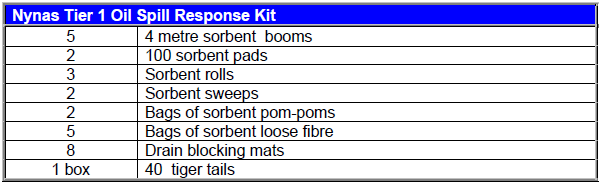 Nynas Tier 1 Oil Spill Response Kit
5 4 metre sorbent booms
2 100 sorbent pads
3 Sorbent rolls
2 Sorbent sweeps
2 Bags of sorbent pom-poms
5 Bags of sorbent loose fibre
8 Drain blocking mats
1 box 40 tiger tails